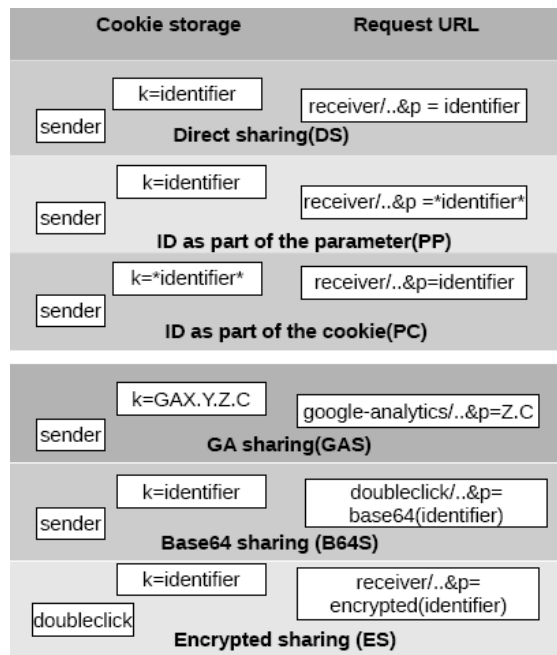 Cookie storage Request URL
k=identifier
receiver/..&p = identifier
sender
Direct sharing(DS)
k=identifier
receiver/..&p =*identifier*
sender
ID as part of the parameter(PP)
k=*identifier*
receiver/..&p=identifier
sender
ID as part of the cookie(PC)
k=GAX.Y.Z.C
google-analytics/..&p=Z.C
sender
GA sharing(GAS)
k=identifier
doubleclick/..&p=
base64(identifier)
sender
Base64 sharing (B64S)
k=identifier
receiver/..&p=
encrypted(identifier)
doubleclick
Encrypted sharing (ES)